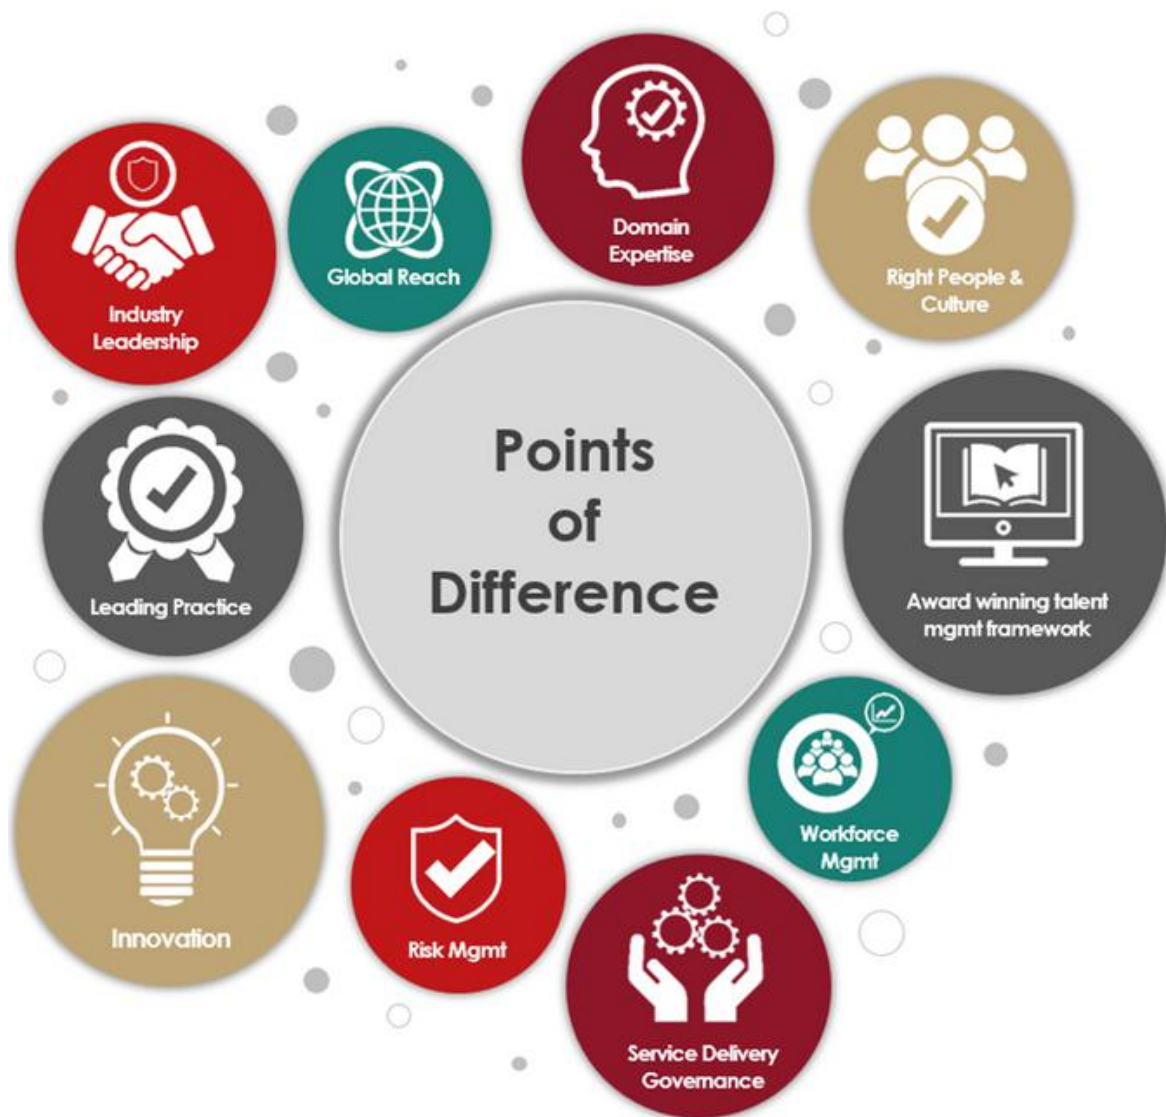 Points
of
Difference
Industry
Leadership
Global Reach
Domain
Expertise
Right People &
Culture
Leading Practice
Award winning talent
mgmt framework
Innovation
Risk Mgmt
Workforce
Mgmt
Service Delivery
Governance